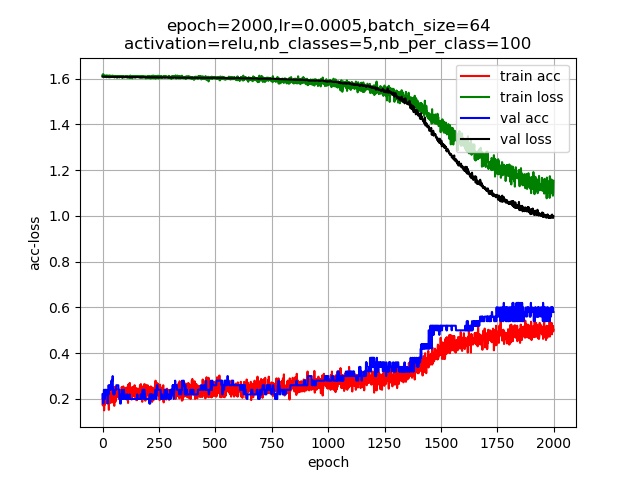 epoch=2000,lr=0.0005,batch_size=64
activation=relu,nb_classes=5,nb_per_class=100
train acc
train loss
val acc
val loss
acc-loss
1.6
1.4
1.2
1.0
0.8
0.6
0.4
0.2
0 250 500 750 1000 1250 1500 1750 2000
epoch